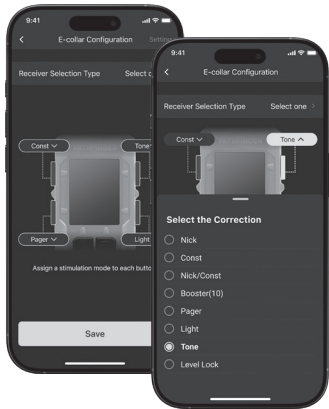 9:41
E-collar Configuration
Receiver Selection Type
Const
Tone
Pager
Light
Assign a stimulation mode to each
Save
9:41
E-collar Configuration
Receiver Selection Type Select one
Const
Tone
Select the Correction
Nick
Const
Nick/Const
Booster(10)
Pager
Light
Tone
Level Lock